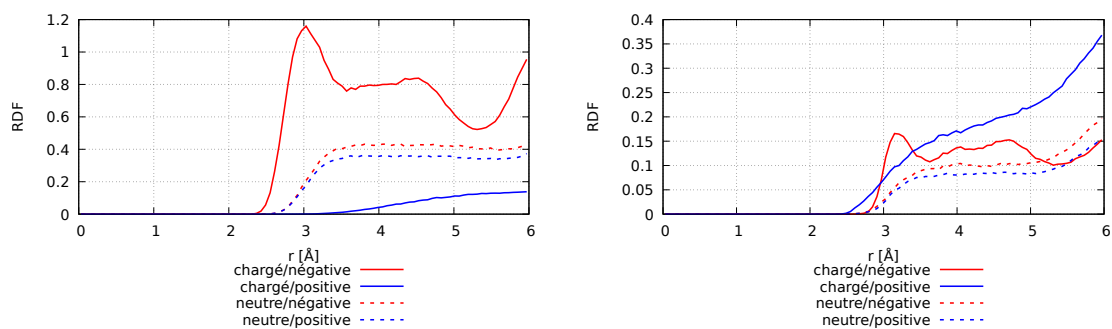 1.2
1
0.8
0.6
0.4
0.2
0
RDF
0 1 2 3 4 5 6
r [Å]
chargé/négative
chargé/positive
neutre/négative
neutre/positive
0.4
0.35
0.3
0.25
0.2
0.15
0.1
0.05
0
RDF
0 1 2 3 4 5 6
r [Å]
chargé/négative
chargé/positive
neutre/négative
neutre/positive